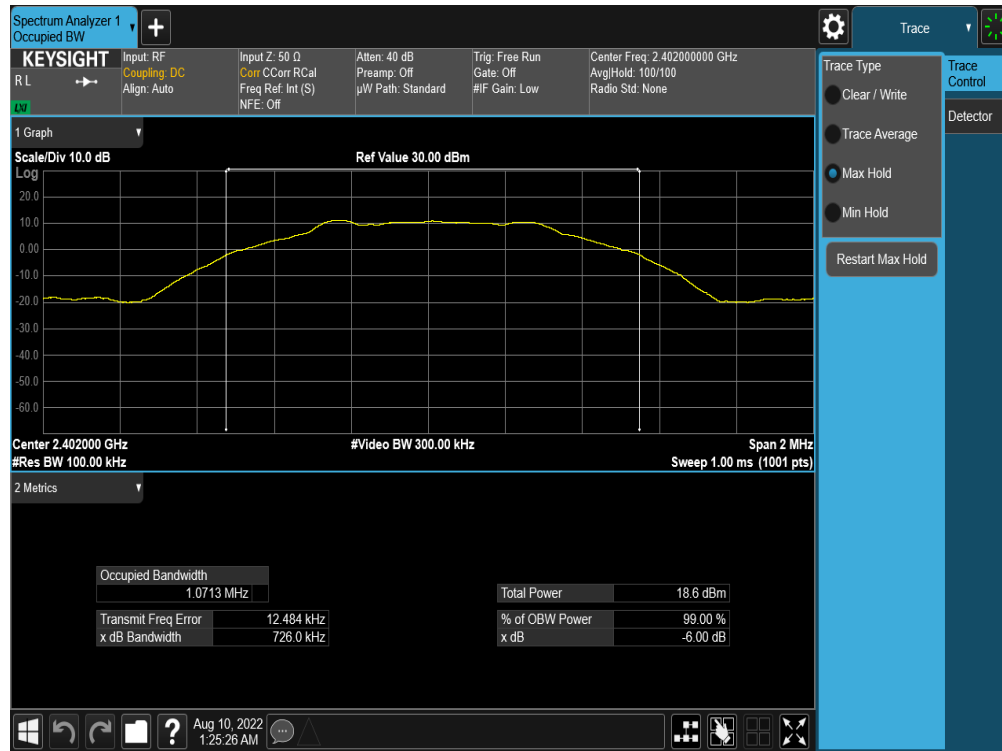 Spectrum Analyzer 1
Occupied BW
Trace
KEYSIGHT
R L
LXI
Input: RF
Coupling: DC
Align: Auto
Input Z: 50 Ω
Corr CCorr RCal
Freq Ref: Int (S)
NFE: Off
Atten: 40 dB
Preamp: Off
µW Path: Standard
Trig: Free Run
Gate: Off
#IF Gain: Low
Center Freq: 2.402000000 GHz
Avg|Hold: 100/100
Radio Std: None
Trace Type
Clear / Write
Trace Average
Max Hold
Min Hold
Restart Max Hold
Trace
Control
Detector
1 Graph
Scale/Div 10.0 dB
Ref Value 30.00 dBm
Log
20.0
10.0
0.00
-10.0
-20.0
-30.0
-40.0
-50.0
-60.0
Center 2.402000 GHz
#Video BW 300.00 kHz
Span 2 MHz
#Res BW 100.00 kHz
Sweep 1.00 ms (1001 pts)
2 Metrics
Occupied Bandwidth
1.0713 MHz
Total Power 18.6 dBm
Transmit Freq Error 12.484 kHz
% of OBW Power 99.00 %
x dB Bandwidth 726.0 kHz
x dB -6.00 dB
?
Aug 10, 2022
1:25:26 AM